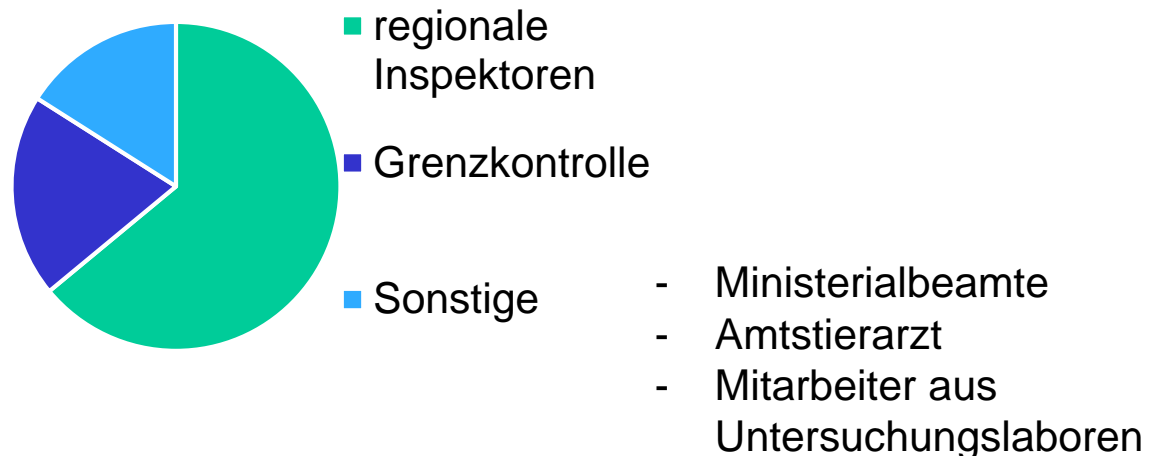 regionale
Inspektoren
Grenzkontrolle
Sonstige
- Ministerialbeamte
- Amtstierarzt
- Mitarbeiter aus
Untersuchungslaboren